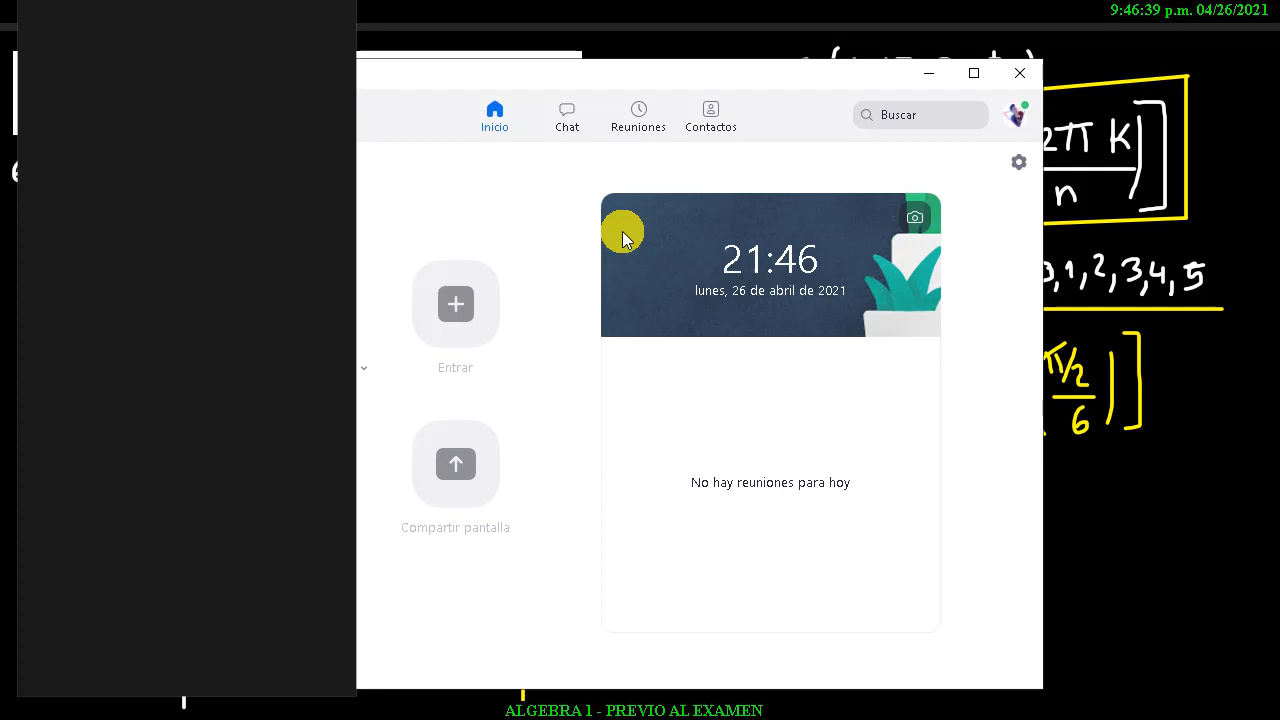 9:46:39 p.m. 04/26/2021
Inicio
Chat
Reuniones
Contactos
Buscar
2π K
n
21:46
lunes, 26 de abril de 2021
,1,2,3,4,5
Entrar
π/2
6
No hay reuniones para hoy
Compartir pantalla
ALGEBRA 1 - PREVIO AL EXAMEN